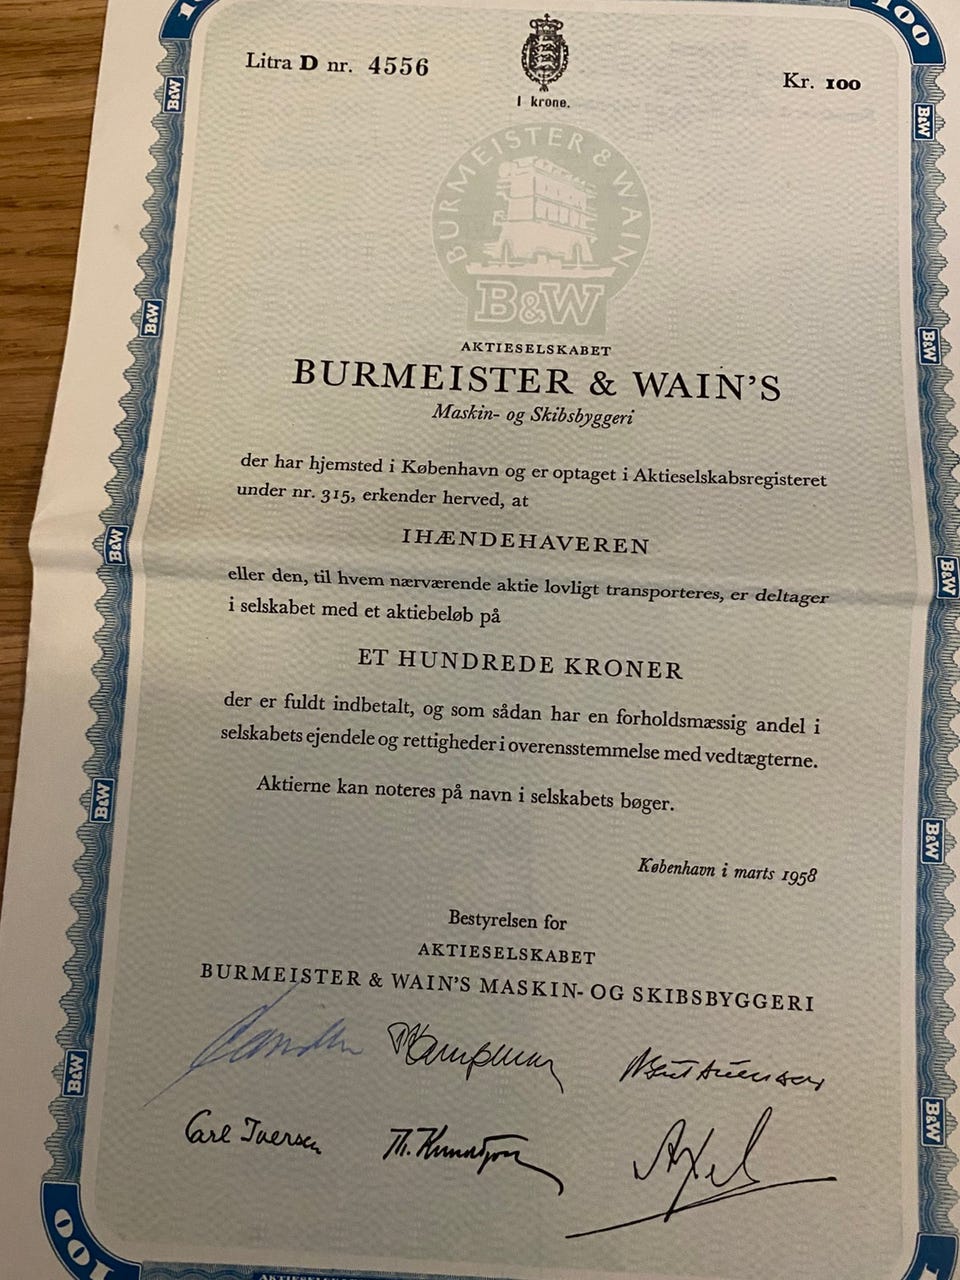 Litra D nr. 4556
I krone.
Kr. 100
100
BURMEISTER & WAIN
B&W
AKTIESELSKABET
BURMEISTER & WAIN'S
Maskin- og Skibsbyggeri
der har hjemsted i København og er optaget i Aktieselskabsregisteret
under nr. 315, erkender herved, at
IHÆNDEHAVEREN
eller den, til hvem nærværende aktie lovligt transporteres, er deltager
i selskabet med et aktiebeløb på
ET HUNDREDE KRONER
der er fuldt indbetalt, og som sådan har en forholdsmæssig andel i
selskabets ejendele og rettigheder i overensstemmelse med vedtægterne.
Aktierne kan noteres på navn i selskabets bøger.
København i marts 1958
Bestyrelsen for
AKTIESELSKABET
BURMEISTER & WAIN'S MASKIN- OG SKIBSBYGGERI
Carl Iversen
Axel
B&W
B&W
B&W
B&W
B&W
B&W
B&W
B&W
B&W
B&W
100